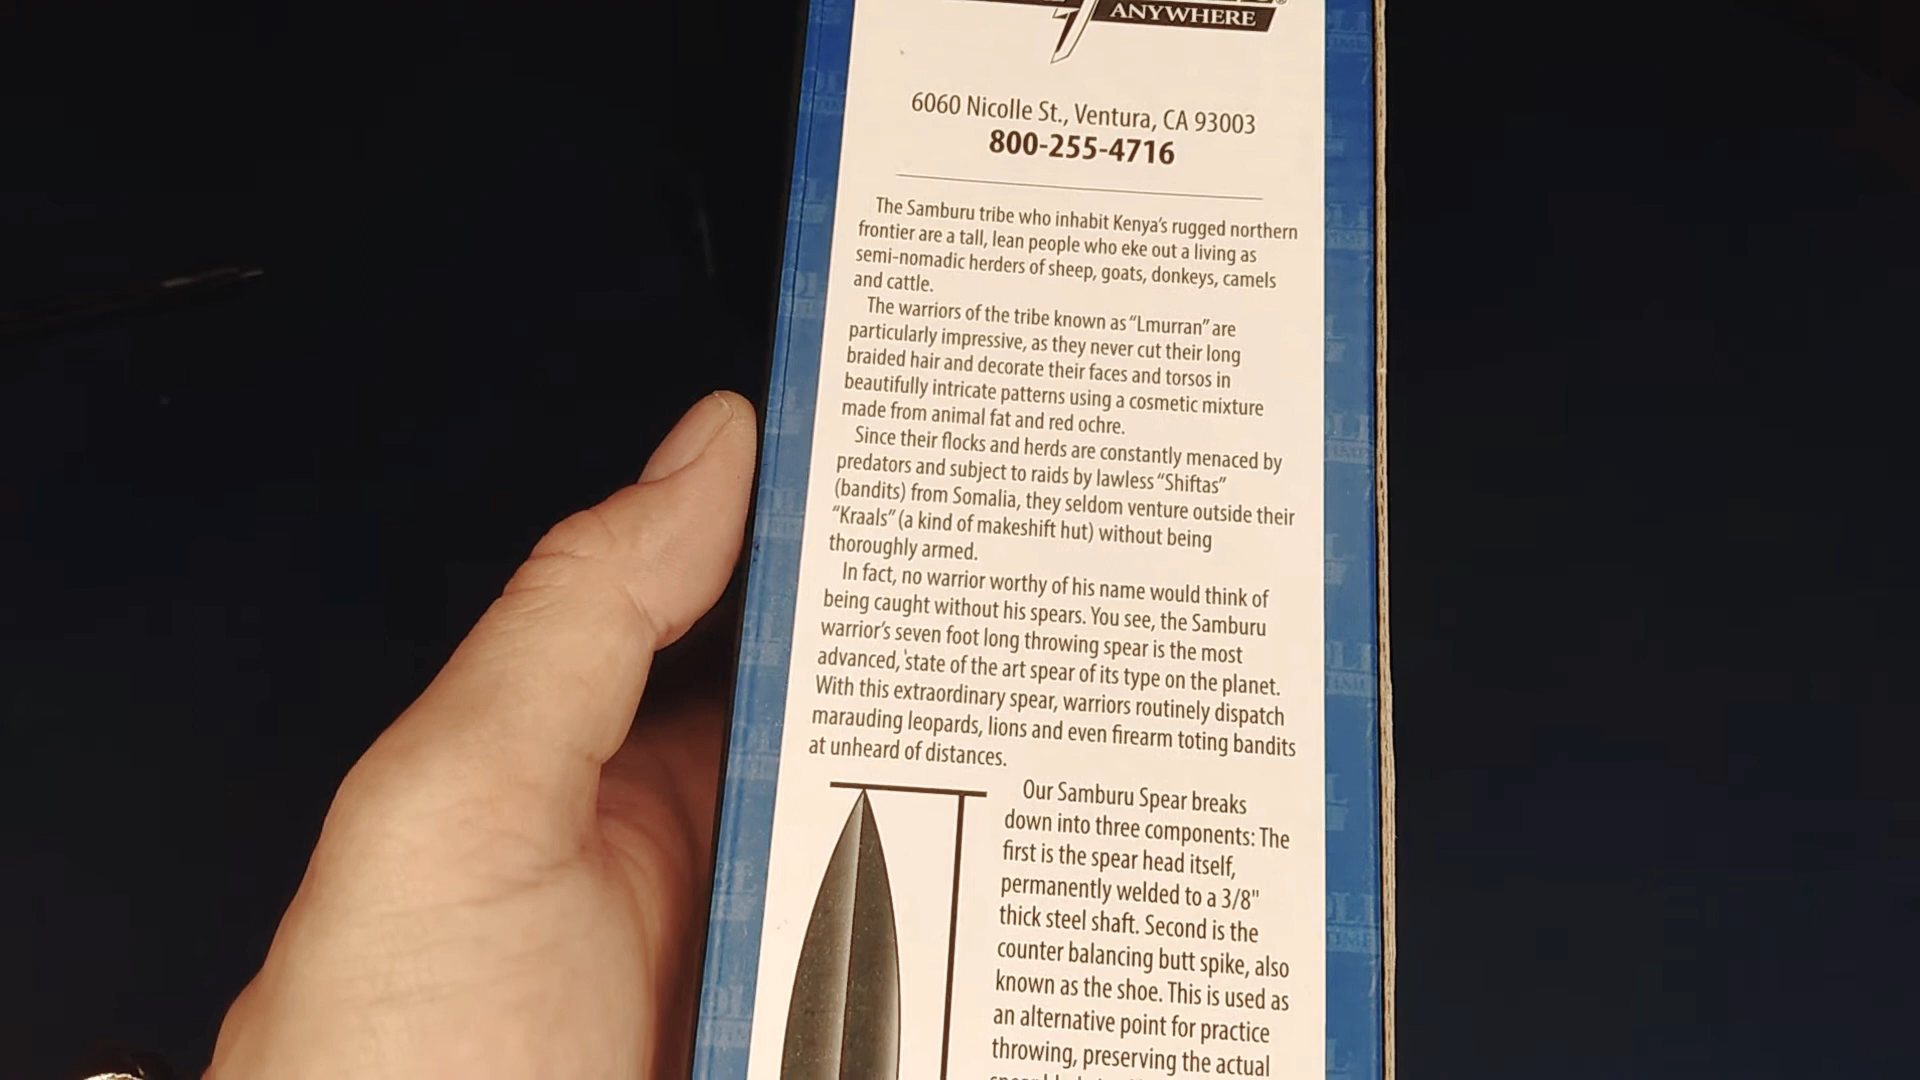 ANYWHERE
6060 Nicolle St., Ventura, CA 93003
800-255-4716
The Samburu tribe who inhabit Kenya's rugged northern
frontier are a tall, lean people who eke out a living as
semi-nomadic herders of sheep, goats, donkeys, camels
and cattle.
The warriors of the tribe known as "Lmurran" are
particularly impressive, as they never cut their long
braided hair and decorate their faces and torsos in
beautifully intricate patterns using a cosmetic mixture
made from animal fat and red ochre.
Since their flocks and herds are constantly menaced by
predators and subject to raids by lawless "Shiftas"
(bandits) from Somalia, they seldom venture outside their
"Kraals" (a kind of makeshift hut) without being
thoroughly armed.
In fact, no warrior worthy of his name would think of
being caught without his spears. You see, the Samburu
warrior's seven foot long throwing spear is the most
advanced, state of the art spear of its type on the planet.
With this extraordinary spear, warriors routinely dispatch
marauding leopards, lions and even firearm toting bandits
at unheard of distances.
Our Samburu Spear breaks
down into three components: The
first is the spear head itself,
permanently welded to a 3/8"
thick steel shaft. Second is the
counter balancing butt spike, also
known as the shoe. This is used as
an alternative point for practice
throwing, preserving the actual